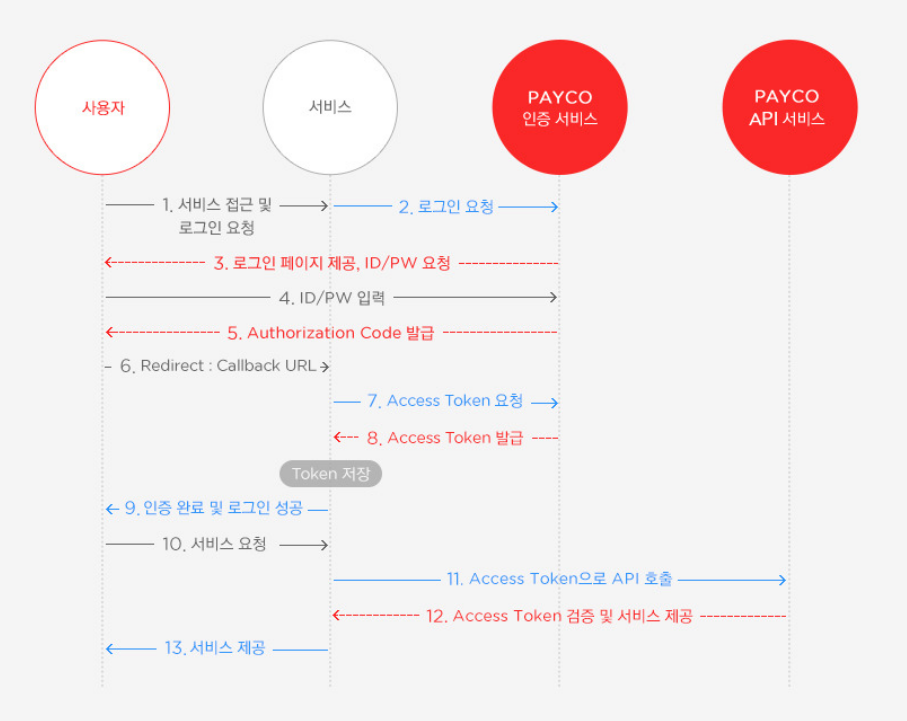 사용자
서비스
PAYCO
인증 서비스
PAYCO
API 서비스
1. 서비스 접근 및
로그인 요청
2. 로그인 요청
3. 로그인 페이지 제공, ID/PW 요청
4. ID/PW 입력
5. Authorization Code 발급
6. Redirect : Callback URL
7. Access Token 요청
8. Access Token 발급
Token 저장
9. 인증 완료 및 로그인 성공
10. 서비스 요청
11. Access Token으로 API 호출
12. Access Token 검증 및 서비스 제공
13. 서비스 제공